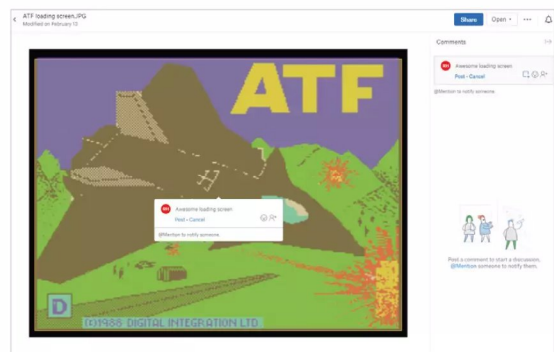 ATF loading screen.JPG
Modified on February 12
Share
Open
Comments
Awesome loading screen
Post - Cancel
@Mention to notify someone
ATF
Awesome loading screen
Post - Cancel
@Mention to notify someone
Post a comment to start a discussion.
@Mention someone to notify them.
D
(C)1988 DIGITAL INTEGRATION LTD